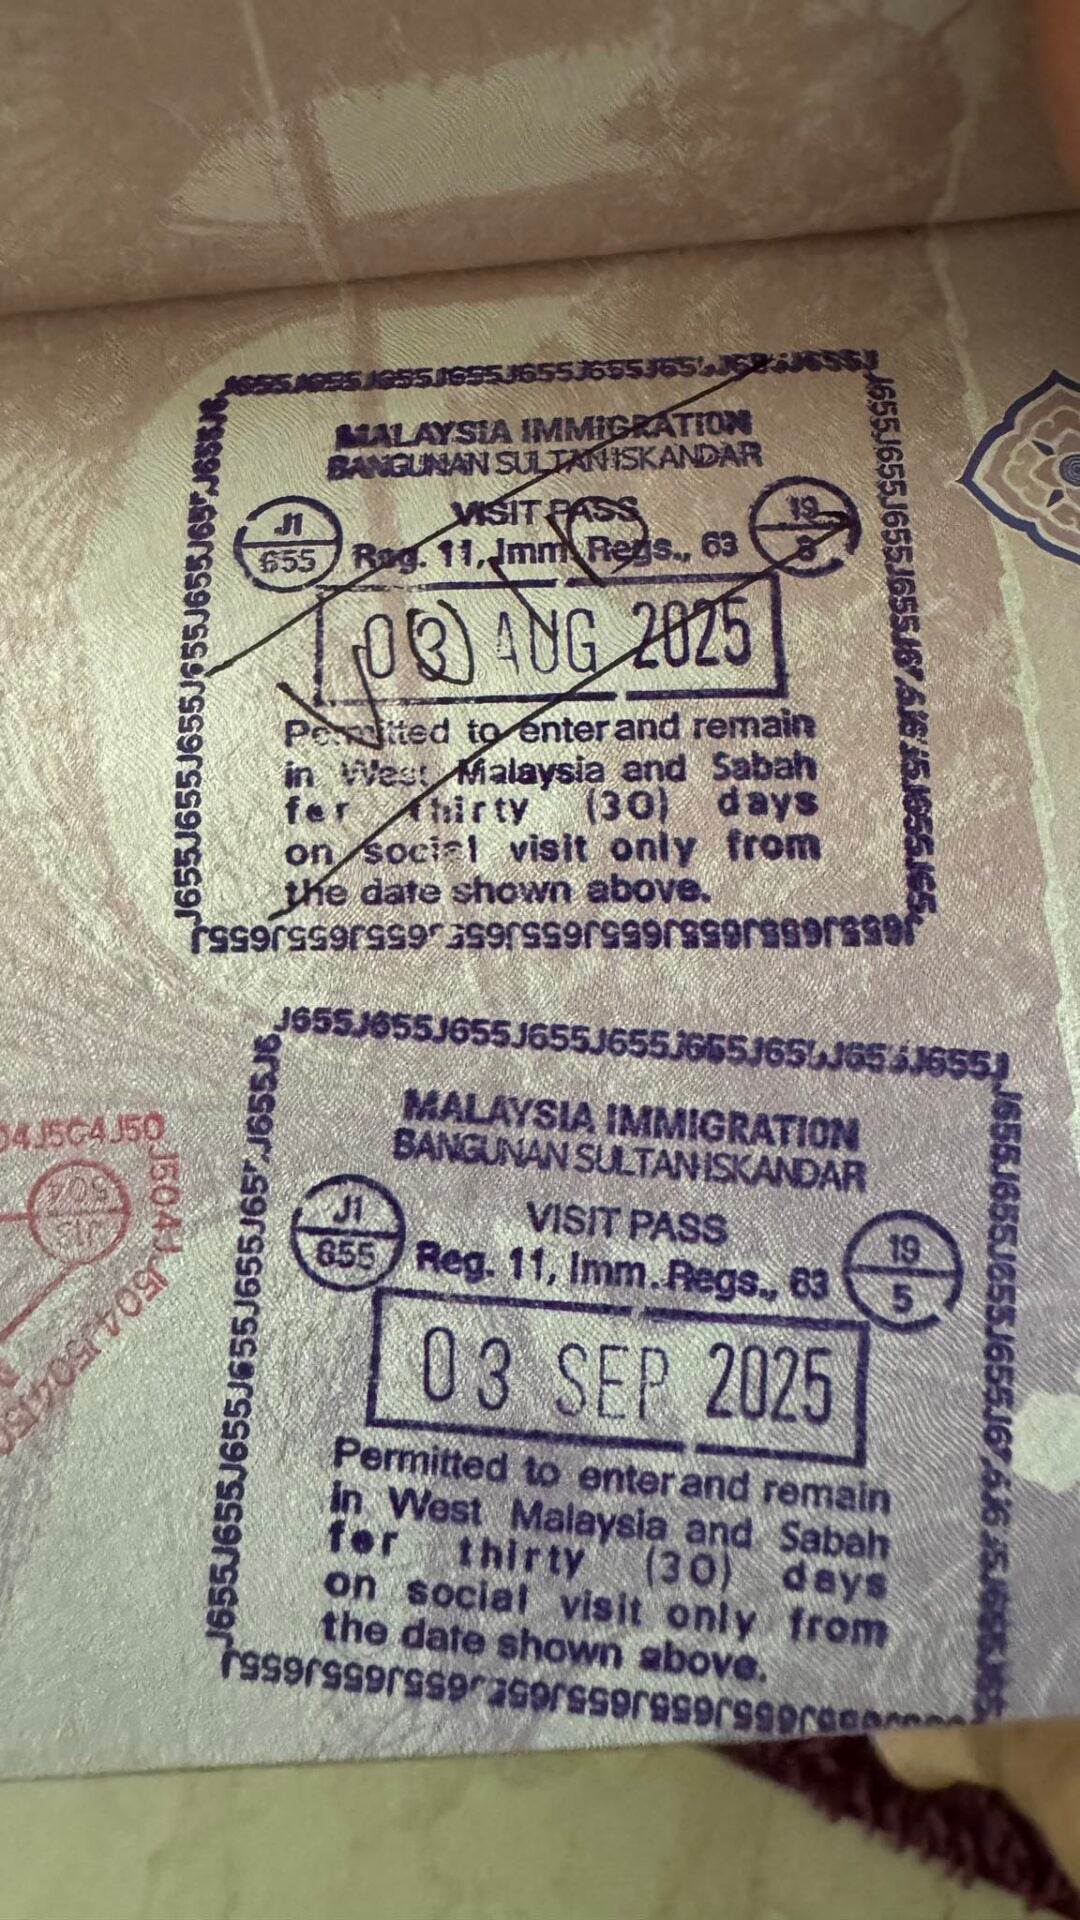 J655J655J655J655J655J655J655J655J655J
MALAYSIA IMMIGRATION
BANGUNAN SULTAN ISKANDAR
VISIT PASS
J1
655
Reg. 11, Imm. Regs., 63
19
8
03 AUG 2025
Permitted to enter and remain
in West Malaysia and Sabah
for thirty (30) days
on social visit only from
the date shown above.
J655J655J655J655J655J655J655J655J655J
MALAYSIA IMMIGRATION
BANGUNAN SULTAN ISKANDAR
VISIT PASS
J1
655
Reg. 11, Imm. Regs., 63
19
5
03 SEP 2025
Permitted to enter and remain
in West Malaysia and Sabah
for thirty (30) days
on social visit only from
the date shown above.